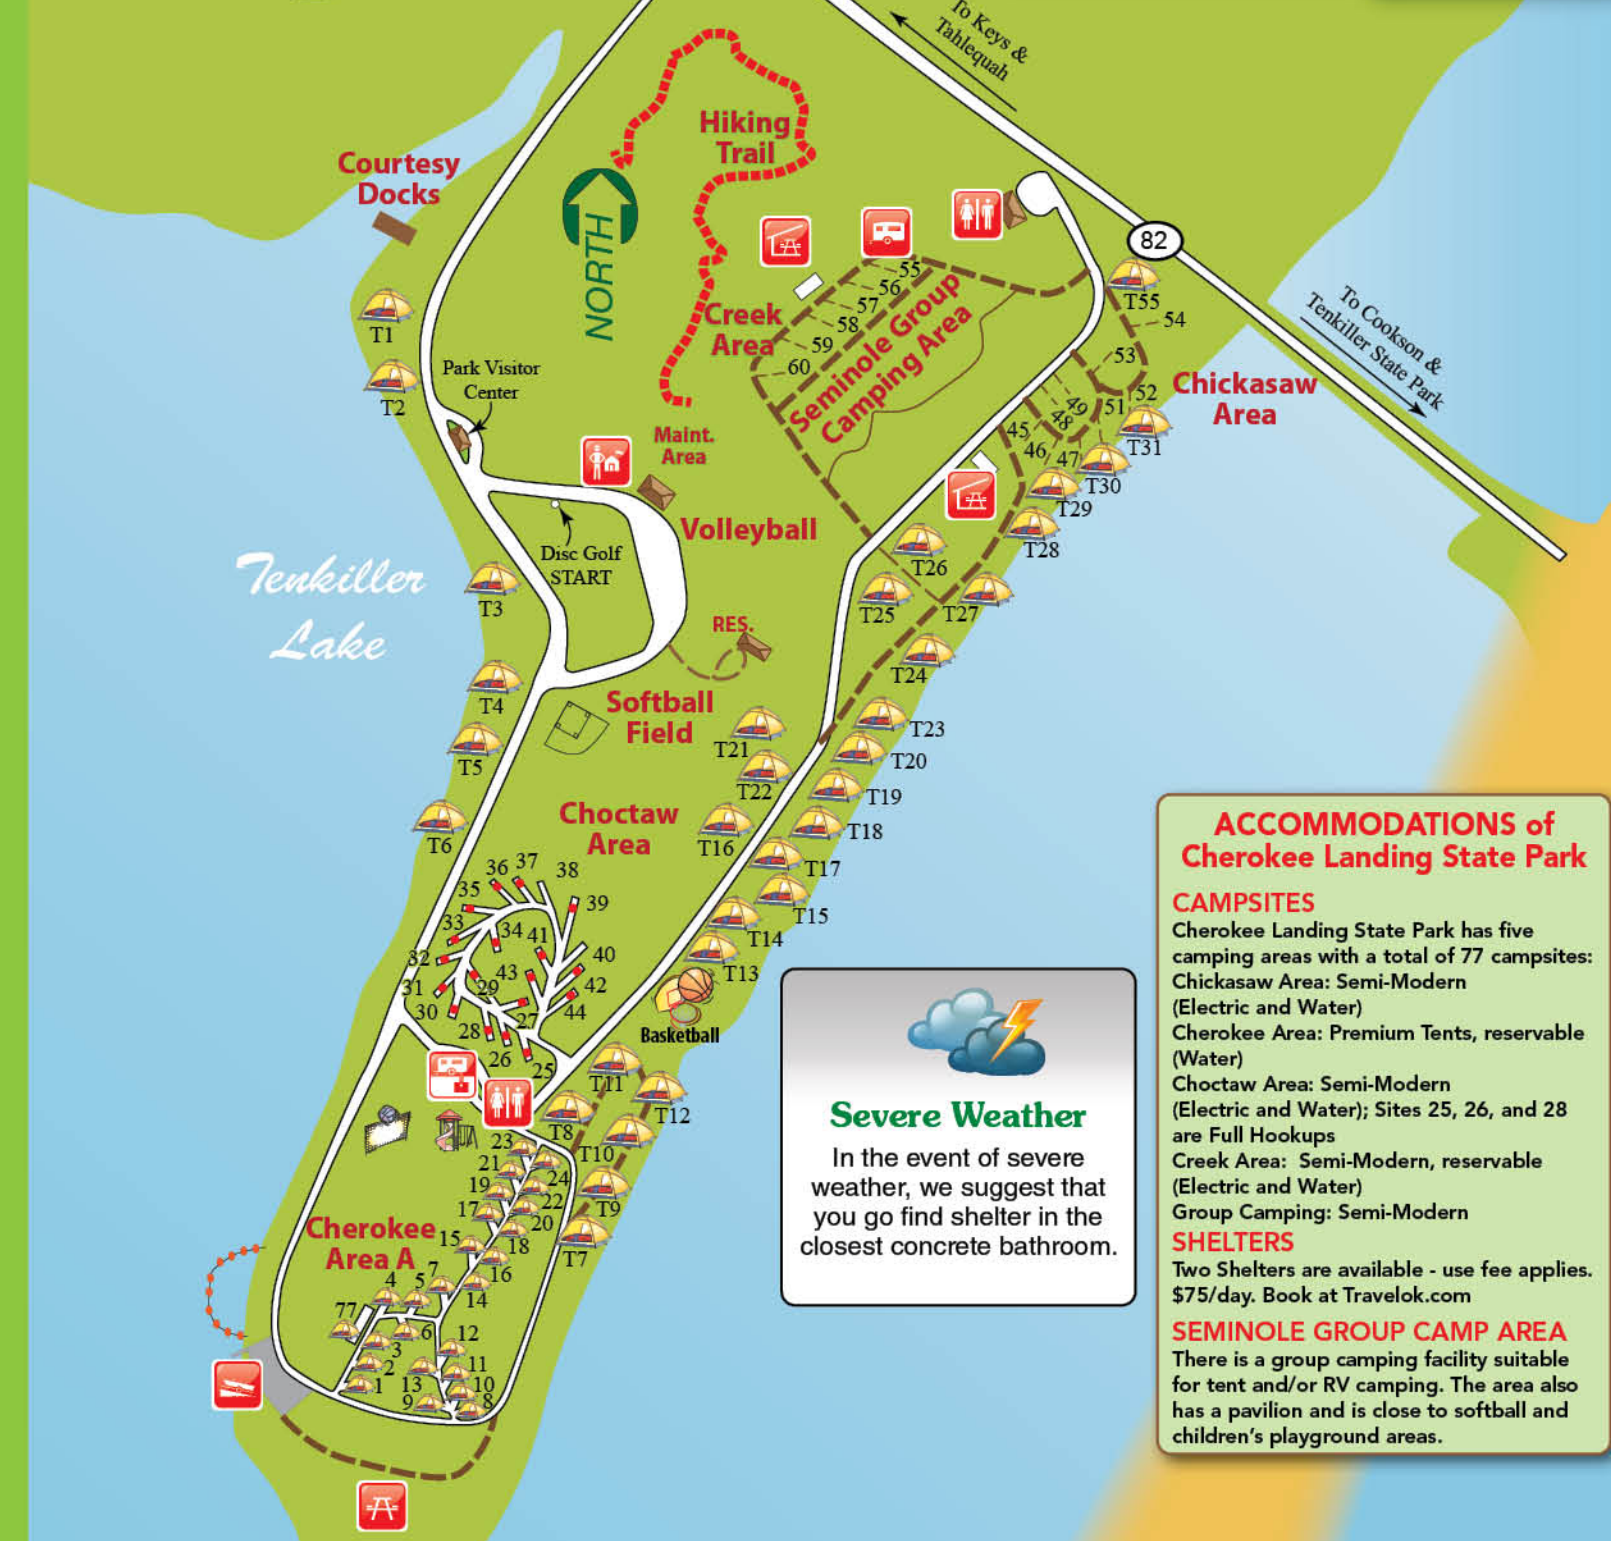 To Keys &
Tahlequah
Hiking
Trail
Courtesy
Docks
NORTH
82
To Cookson &
Tenkiller State Park
T1
T2
Park Visitor
Center
Creek
Area
55
56
57
58
59
60
Seminole Group
Camping Area
T55
54
53
52
51
49
48
45
46
47
Chickasaw
Area
T31
T30
T29
T28
Maint.
Area
Volleyball
Disc Golf
START
Tenkiller
Lake
T3
T26
T25
T27
RES.
T24
T4
Softball
Field
T5
T21
T22
T23
T20
T19
T18
T6
Choctaw
Area
T16
T17
T15
T14
T13
36
37
38
35
39
33
34
41
32
40
43
31
29
42
30
27
44
28
26
25
Basketball
T11
T12
T8
T10
T9
T7
23
21
24
19
22
17
20
15
18
16
Cherokee
Area A
4
5
7
14
77
6
12
3
2
11
1
13
10
9
8
Severe Weather
In the event of severe
weather, we suggest that
you go find shelter in the
closest concrete bathroom.
ACCOMMODATIONS of
Cherokee Landing State Park
CAMPSITES
Cherokee Landing State Park has five
camping areas with a total of 77 campsites:
Chickasaw Area: Semi-Modern
(Electric and Water)
Cherokee Area: Premium Tents, reservable
(Water)
Choctaw Area: Semi-Modern
(Electric and Water); Sites 25, 26, and 28
are Full Hookups
Creek Area:  Semi-Modern, reservable
(Electric and Water)
Group Camping: Semi-Modern
SHELTERS
Two Shelters are available - use fee applies.
$75/day. Book at Travelok.com
SEMINOLE GROUP CAMP AREA
There is a group camping facility suitable
for tent and/or RV camping. The area also
has a pavilion and is close to softball and
children's playground areas.